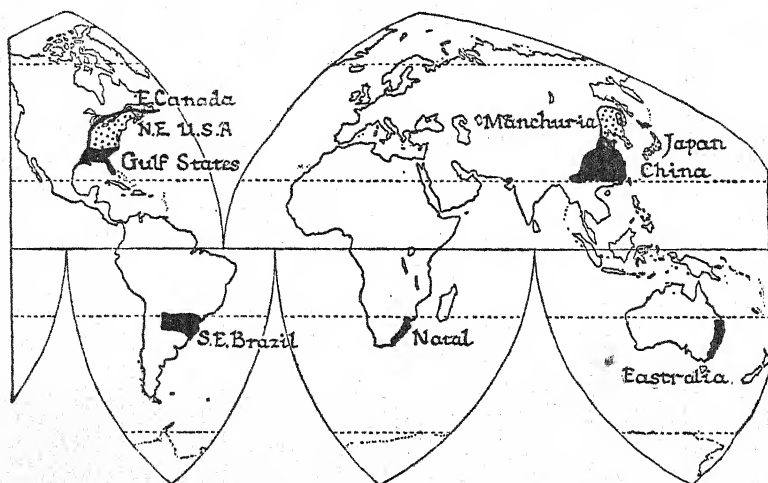 E. Canada
N.E. U.S.A
Gulf States
Manchuria
Japan
China
S.E. Brazil
Natal
Eastralia.